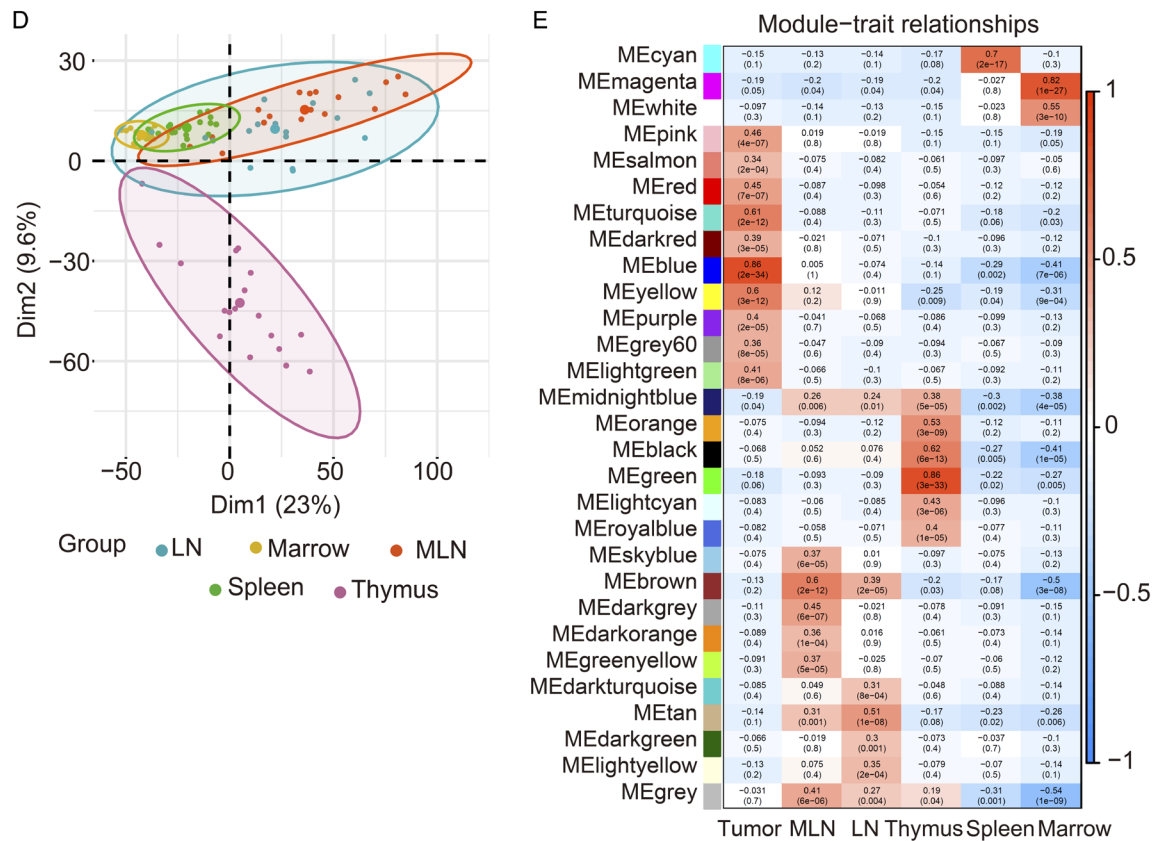 D
30
0
−30
−60
Dim2 (9.6%)
−50 0 50 100
Dim1 (23%)
Group LN Marrow MLN
Spleen Thymus
E
Module−trait relationships
MEcyan −0.15 −0.13 −0.14 −0.17 0.7 −0.1
(0.1) (0.2) (0.1) (0.08) (2e−17) (0.3)
MEmagenta −0.19 −0.2 −0.19 −0.2 −0.027 0.82
(0.05) (0.04) (0.04) (0.04) (0.8) (1e−27)
MEwhite −0.097 −0.14 −0.13 −0.15 −0.023 0.55
(0.3) (0.1) (0.2) (0.1) (0.8) (3e−10)
MEpink 0.46 0.019 −0.019 −0.15 −0.15 −0.19
(4e−07) (0.8) (0.8) (0.1) (0.1) (0.05)
MEsalmon 0.34 −0.075 −0.082 −0.061 −0.097 −0.05
(2e−04) (0.4) (0.4) (0.5) (0.3) (0.6)
MEred 0.45 −0.087 −0.098 −0.054 −0.12 −0.12
(7e−07) (0.4) (0.3) (0.6) (0.2) (0.2)
MEturquoise 0.61 −0.088 −0.11 −0.071 −0.18 −0.2
(2e−12) (0.4) (0.3) (0.5) (0.06) (0.03)
MEdarkred 0.39 −0.021 −0.071 −0.1 −0.096 −0.12
(3e−05) (0.8) (0.5) (0.3) (0.3) (0.2)
MEblue 0.86 0.005 −0.074 −0.14 −0.29 −0.41
(2e−34) (1) (0.4) (0.1) (0.002) (7e−06)
MEyellow 0.6 0.12 −0.011 −0.25 −0.19 −0.31
(3e−12) (0.2) (0.9) (0.009) (0.04) (9e−04)
MEpurple 0.4 −0.041 −0.068 −0.086 −0.099 −0.13
(2e−05) (0.7) (0.5) (0.4) (0.3) (0.2)
MEgrey60 0.36 −0.047 −0.09 −0.094 −0.067 −0.09
(8e−05) (0.6) (0.4) (0.3) (0.5) (0.3)
MElightgreen 0.41 −0.066 −0.1 −0.067 −0.092 −0.11
(8e−06) (0.5) (0.3) (0.5) (0.3) (0.2)
MEmidnightblue −0.19 0.26 0.24 0.38 −0.3 −0.38
(0.04) (0.006) (0.01) (5e−05) (0.002) (4e−05)
MEorange −0.075 −0.094 −0.12 0.53 −0.12 −0.11
(0.4) (0.3) (0.2) (3e−09) (0.2) (0.2)
MEblack −0.068 0.052 0.076 0.62 −0.27 −0.41
(0.5) (0.6) (0.4) (6e−13) (0.005) (1e−05)
MEgreen −0.18 −0.093 −0.09 0.86 −0.22 −0.27
(0.06) (0.3) (0.3) (3e−33) (0.02) (0.005)
MElightcyan −0.083 −0.06 −0.085 0.43 −0.096 −0.1
(0.4) (0.5) (0.4) (3e−06) (0.3) (0.3)
MEroyalblue −0.082 −0.058 −0.071 0.4 −0.077 −0.11
(0.4) (0.5) (0.5) (1e−05) (0.4) (0.3)
MEskyblue −0.075 0.37 0.01 −0.097 −0.075 −0.13
(0.4) (6e−05) (0.9) (0.3) (0.4) (0.2)
MEbrown −0.13 0.6 0.39 −0.2 −0.17 −0.5
(0.2) (2e−12) (2e−05) (0.03) (0.08) (3e−08)
MEdarkgrey −0.11 0.45 −0.021 −0.078 −0.091 −0.15
(0.3) (6e−07) (0.8) (0.4) (0.3) (0.1)
MEdarkorange −0.089 0.36 0.016 −0.061 −0.073 −0.14
(0.4) (1e−04) (0.9) (0.5) (0.4) (0.1)
MEgreenyellow −0.091 0.37 −0.025 −0.07 −0.06 −0.12
(0.3) (5e−05) (0.8) (0.5) (0.5) (0.2)
MEdarkturquoise −0.085 0.049 0.31 −0.048 −0.088 −0.14
(0.4) (0.6) (8e−04) (0.6) (0.4) (0.1)
MEtan −0.14 0.31 0.51 −0.17 −0.23 −0.26
(0.1) (0.001) (1e−08) (0.08) (0.02) (0.006)
MEdarkgreen −0.066 −0.019 0.3 −0.073 −0.037 −0.1
(0.5) (0.8) (0.001) (0.4) (0.7) (0.3)
MElightyellow −0.13 0.075 0.35 −0.079 −0.07 −0.14
(0.2) (0.4) (2e−04) (0.4) (0.5) (0.1)
MEgrey −0.031 0.41 0.27 0.19 −0.31 −0.54
(0.7) (6e−06) (0.004) (0.04) (0.001) (1e−09)
Tumor MLN LN Thymus Spleen Marrow
1
0.5
0
−0.5
−1